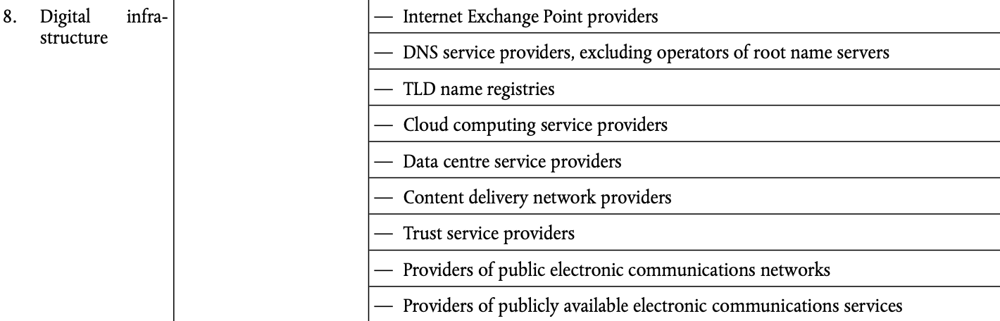 8. Digital infra-
structure
— Internet Exchange Point providers
— DNS service providers, excluding operators of root name servers
— TLD name registries
— Cloud computing service providers
— Data centre service providers
— Content delivery network providers
— Trust service providers
— Providers of public electronic communications networks
— Providers of publicly available electronic communications services